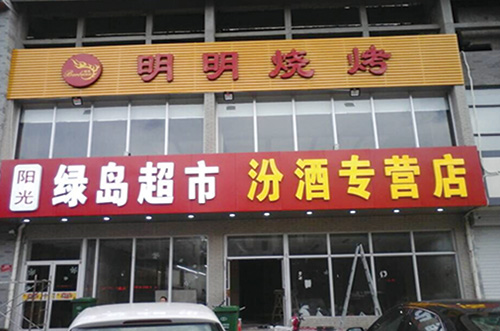 明明烧烤
阳光 绿岛超市 汾酒专营店